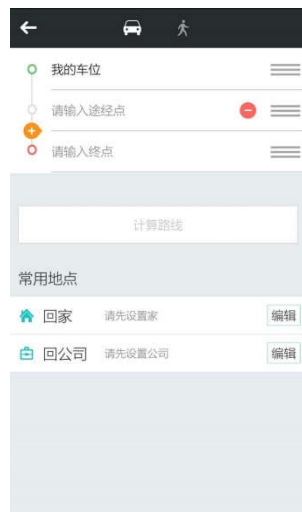 我的车位
请输入途经点
请输入终点
计算路线
常用地点
回家 请先设置家 编辑
回公司 请先设置公司 编辑